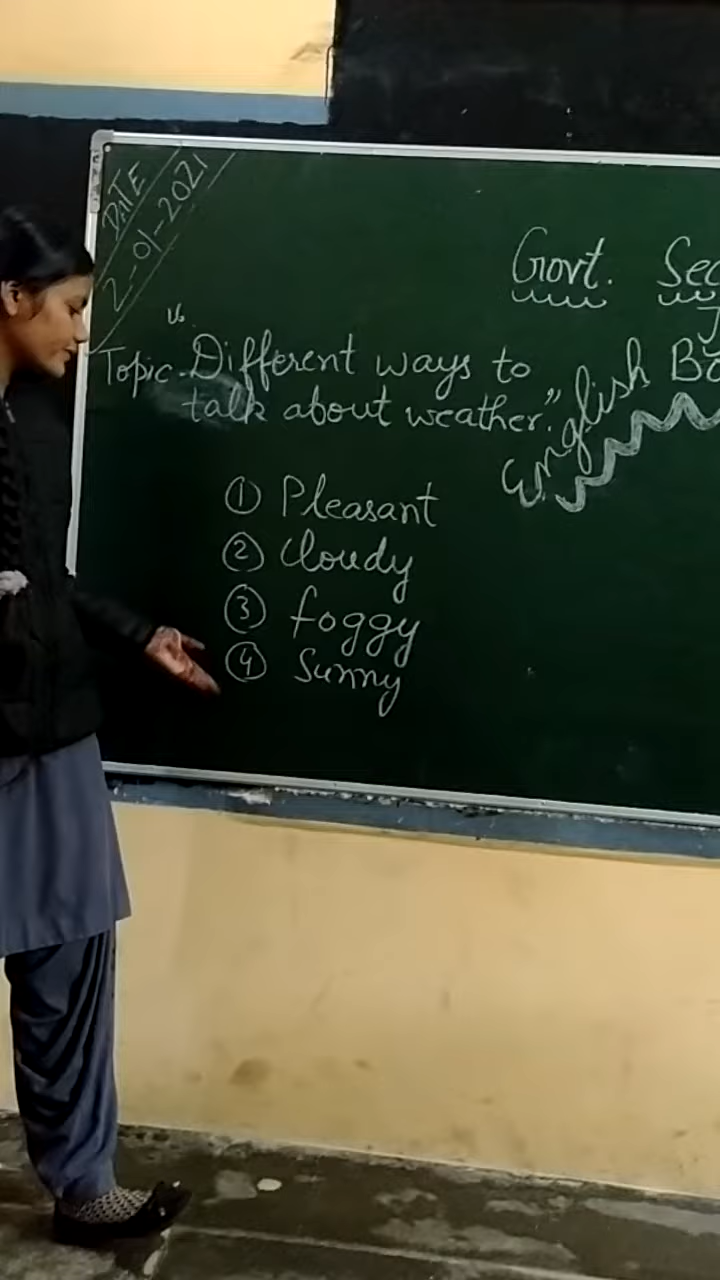 DATE
2-01-2021
Govt. Sec
Topic-"Different ways to
talk about weather."
English Bo
① Pleasant
② Cloudy
③ foggy
④ Sunny